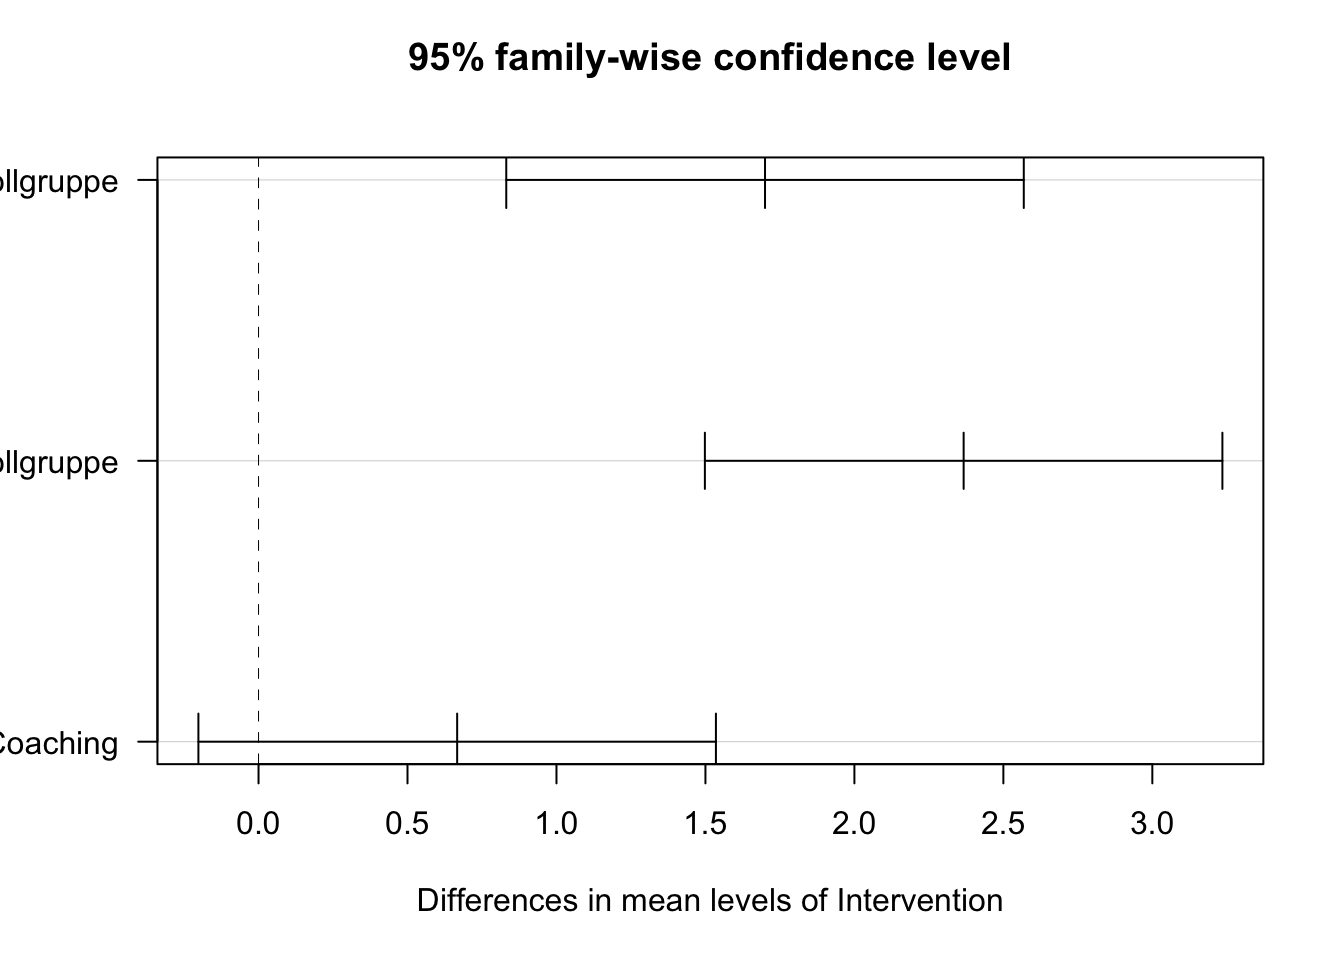 95% family-wise confidence level
ollgruppe
ollgruppe
Coaching
0.0 0.5 1.0 1.5 2.0 2.5 3.0
Differences in mean levels of Intervention